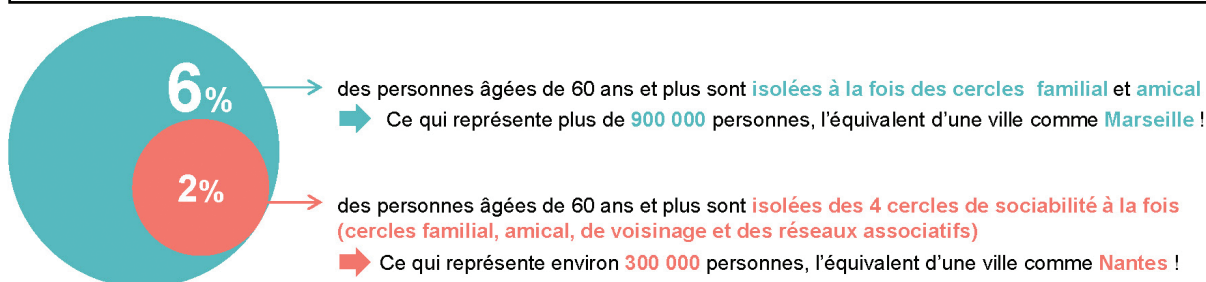 6%
des personnes âgées de 60 ans et plus sont isolées à la fois des cercles familial et amical
Ce qui représente plus de 900 000 personnes, l'équivalent d'une ville comme Marseille !
2%
des personnes âgées de 60 ans et plus sont isolées des 4 cercles de sociabilité à la fois
(cercles familial, amical, de voisinage et des réseaux associatifs)
Ce qui représente environ 300 000 personnes, l'équivalent d'une ville comme Nantes !